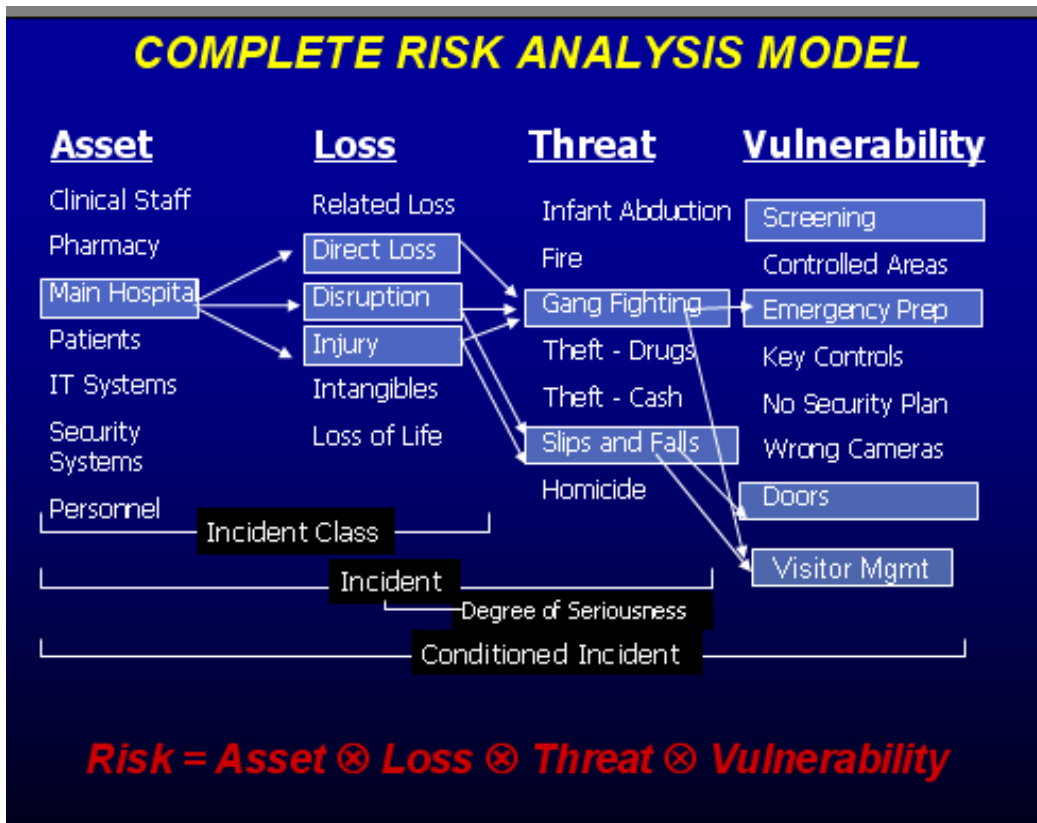 COMPLETE RISK ANALYSIS MODEL
Asset
Clinical Staff
Pharmacy
Main Hospital
Patients
IT Systems
Security
Systems
Personnel
Loss
Related Loss
Direct Loss
Disruption
Injury
Intangibles
Loss of Life
Threat
Infant Abduction
Fire
Gang Fighting
Theft - Drugs
Theft - Cash
Slips and Falls
Homicide
Vulnerability
Screening
Controlled Areas
Emergency Prep
Key Controls
No Security Plan
Wrong Cameras
Doors
Visitor Mgmt
Incident Class
Incident
Degree of Seriousness
Conditioned Incident
Risk = Asset ⊗ Loss ⊗ Threat ⊗ Vulnerability